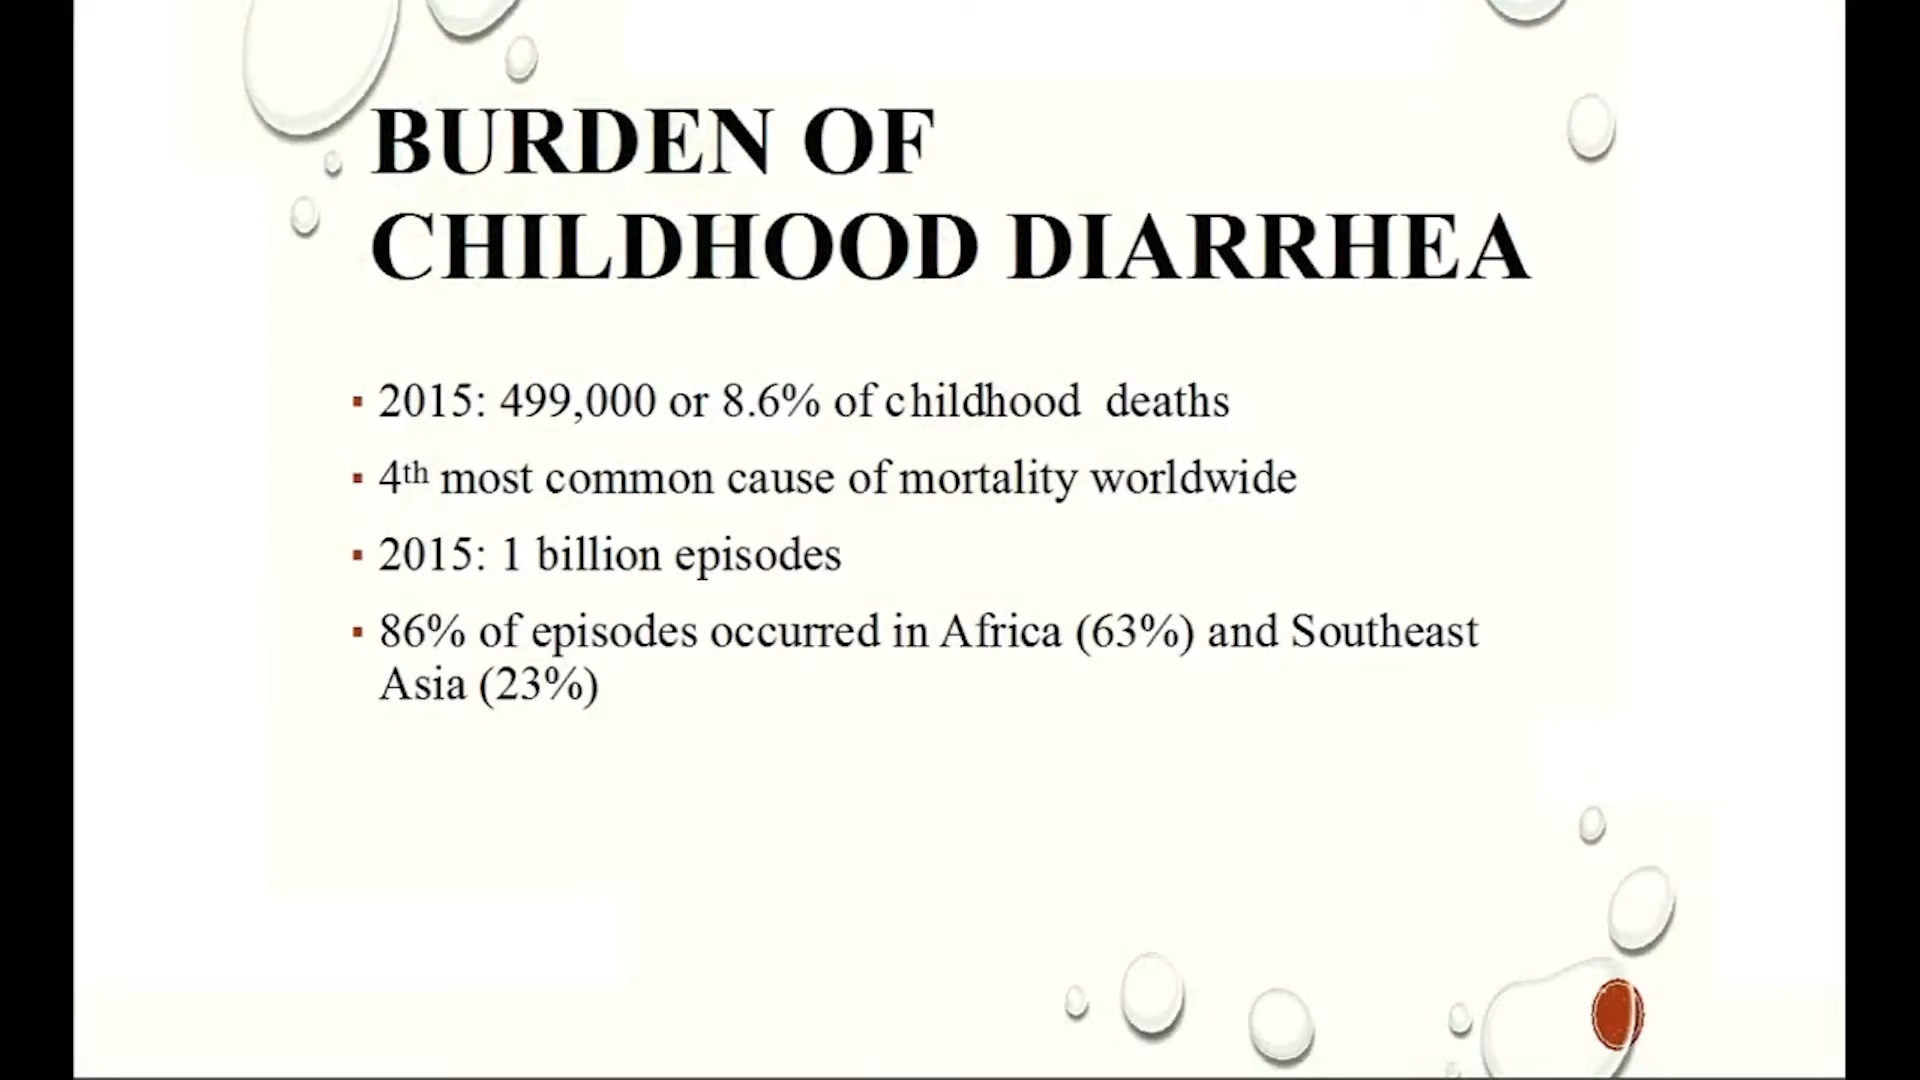 BURDEN OF
CHILDHOOD DIARRHEA
▪ 2015: 499,000 or 8.6% of childhood deaths
▪ 4th most common cause of mortality worldwide
▪ 2015: 1 billion episodes
▪ 86% of episodes occurred in Africa (63%) and Southeast
Asia (23%)